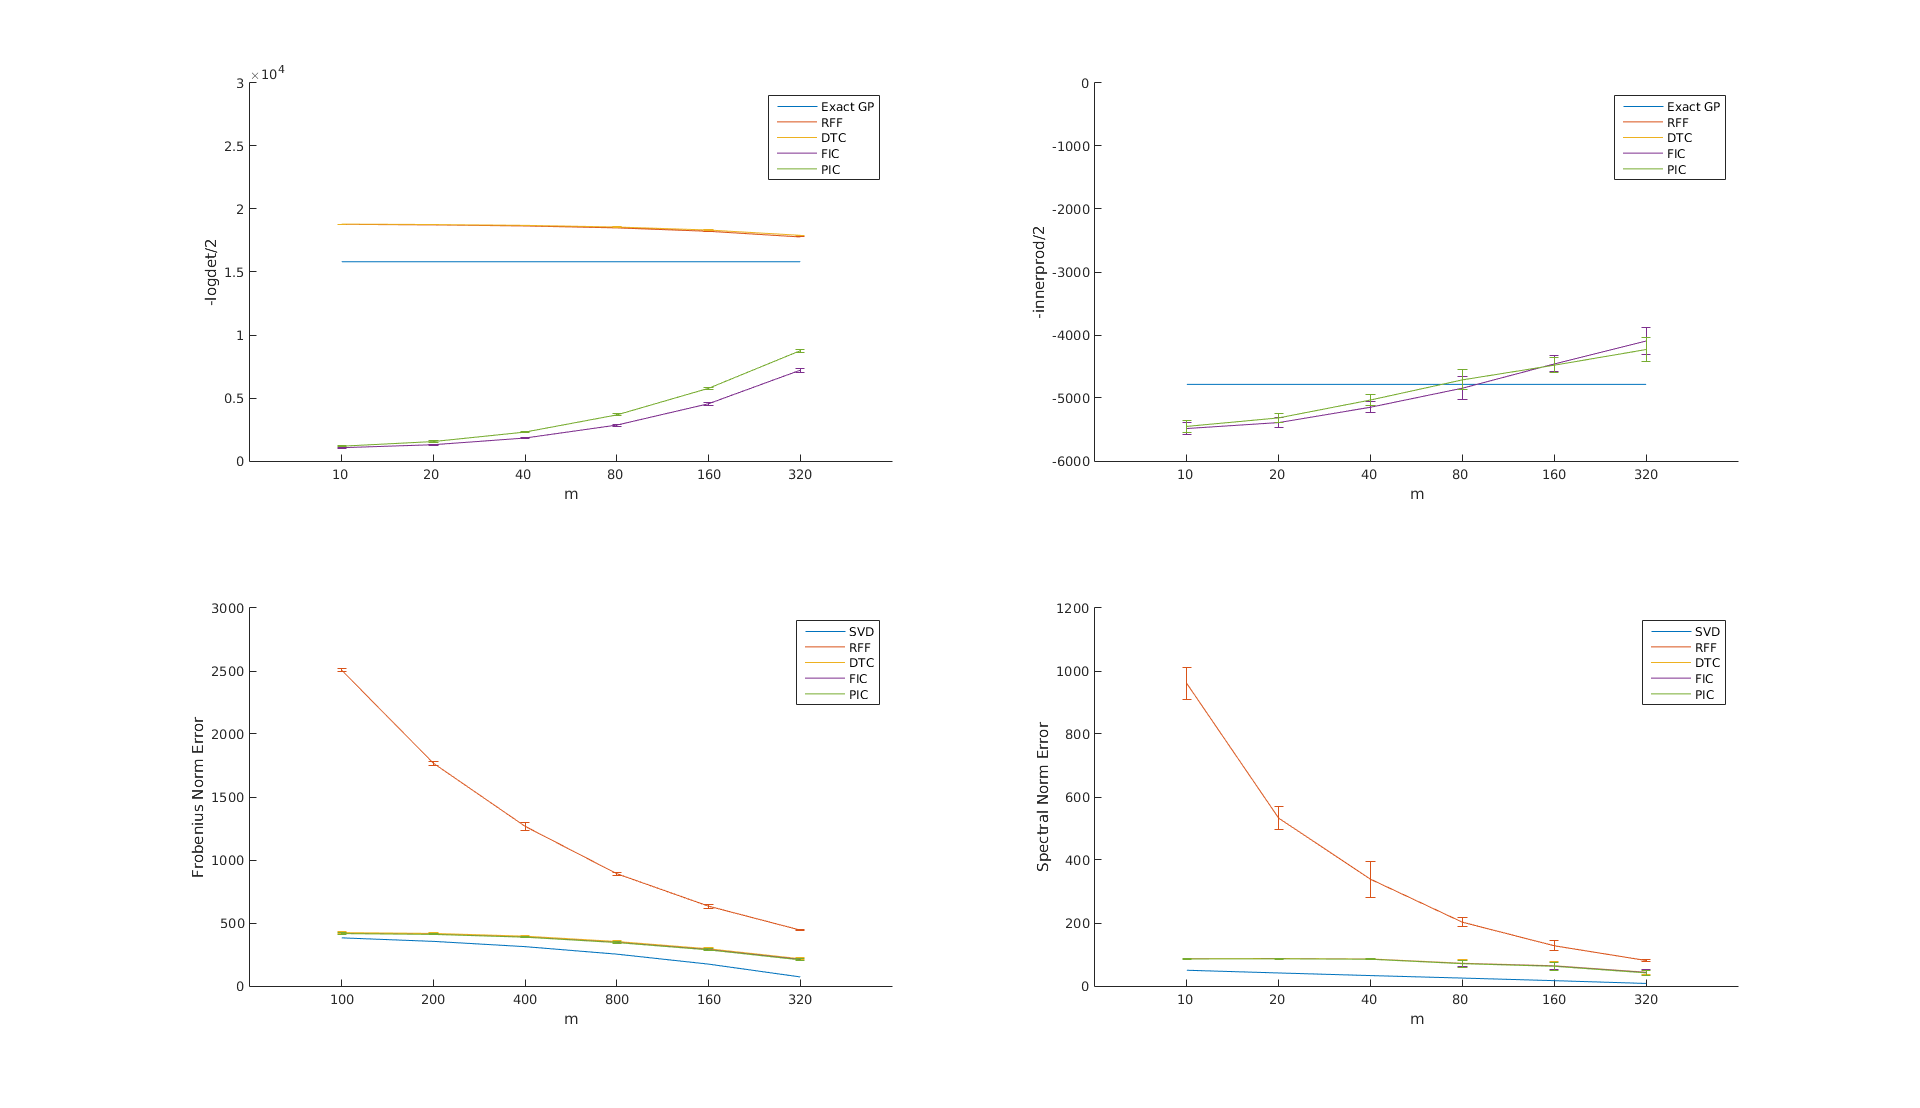 ×10^4
3
2.5
2
1.5
1
0.5
0
-logdet/2
10 20 40 80 160 320
m
Exact GP
RFF
DTC
FIC
PIC
0
-1000
-2000
-3000
-4000
-5000
-6000
-innerprod/2
10 20 40 80 160 320
m
Exact GP
RFF
DTC
FIC
PIC
3000
2500
2000
1500
1000
500
0
Frobenius Norm Error
100 200 400 800 160 320
m
SVD
RFF
DTC
FIC
PIC
1200
1000
800
600
400
200
0
Spectral Norm Error
10 20 40 80 160 320
m
SVD
RFF
DTC
FIC
PIC